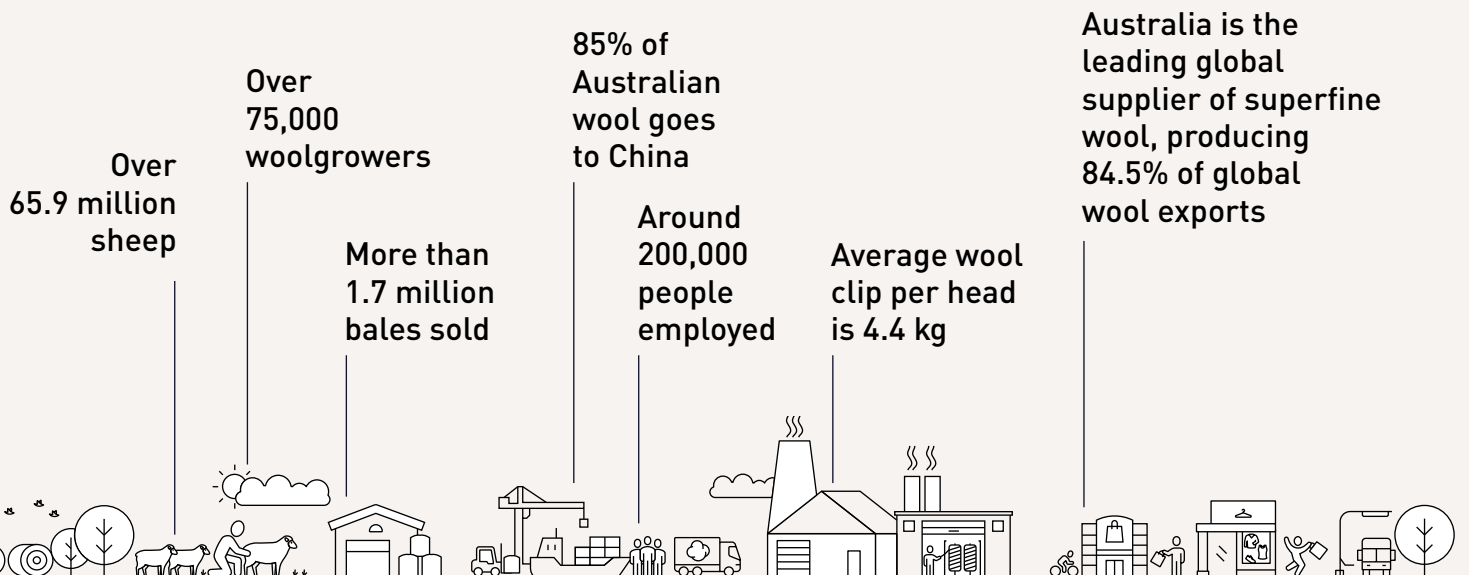 Over
65.9 million
sheep
Over
75,000
woolgrowers
More than
1.7 million
bales sold
85% of
Australian
wool goes
to China
Around
200,000
people
employed
Average wool
clip per head
is 4.4 kg
Australia is the
leading global
supplier of superfine
wool, producing
84.5% of global
wool exports